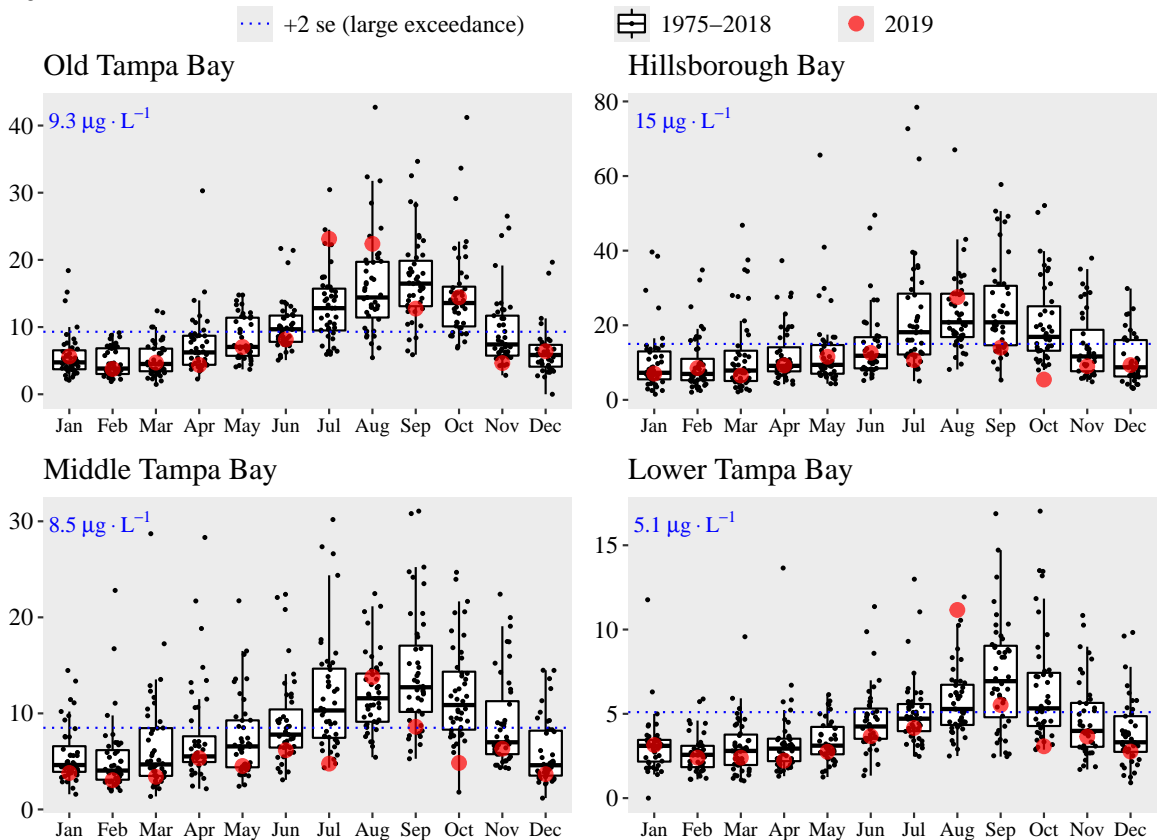 +2 se (large exceedance) 1975–2018 2019
Old Tampa Bay
9.3 μg · L⁻¹
40
30
20
10
0
Jan Feb Mar Apr May Jun Jul Aug Sep Oct Nov Dec
Hillsborough Bay
15 μg · L⁻¹
80
60
40
20
0
Jan Feb Mar Apr May Jun Jul Aug Sep Oct Nov Dec
Middle Tampa Bay
8.5 μg · L⁻¹
30
20
10
0
Jan Feb Mar Apr May Jun Jul Aug Sep Oct Nov Dec
Lower Tampa Bay
5.1 μg · L⁻¹
15
10
5
0
Jan Feb Mar Apr May Jun Jul Aug Sep Oct Nov Dec